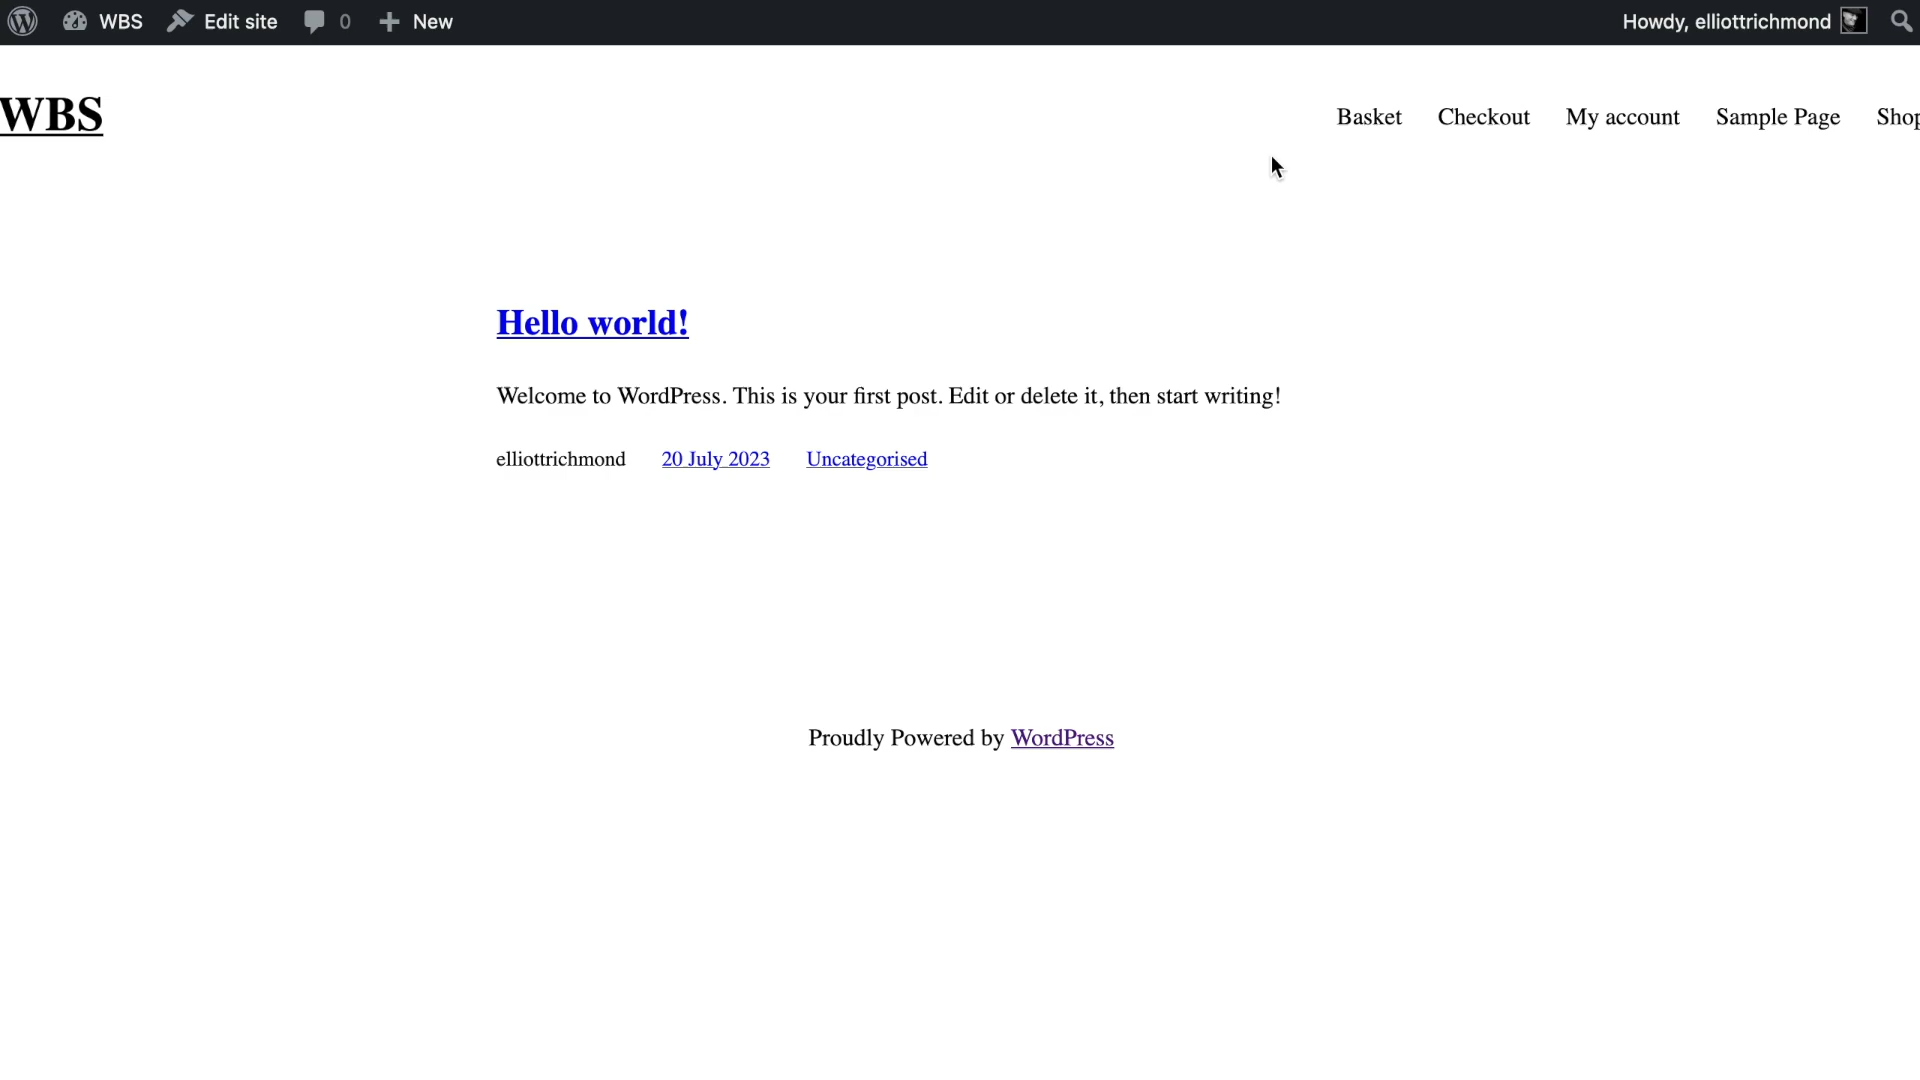 WBS Edit site 0 New Howdy, elliottrichmond
WBS
Basket Checkout My account Sample Page Shop
Hello world!
Welcome to WordPress. This is your first post. Edit or delete it, then start writing!
elliottrichmond 20 July 2023 Uncategorised
Proudly Powered by WordPress